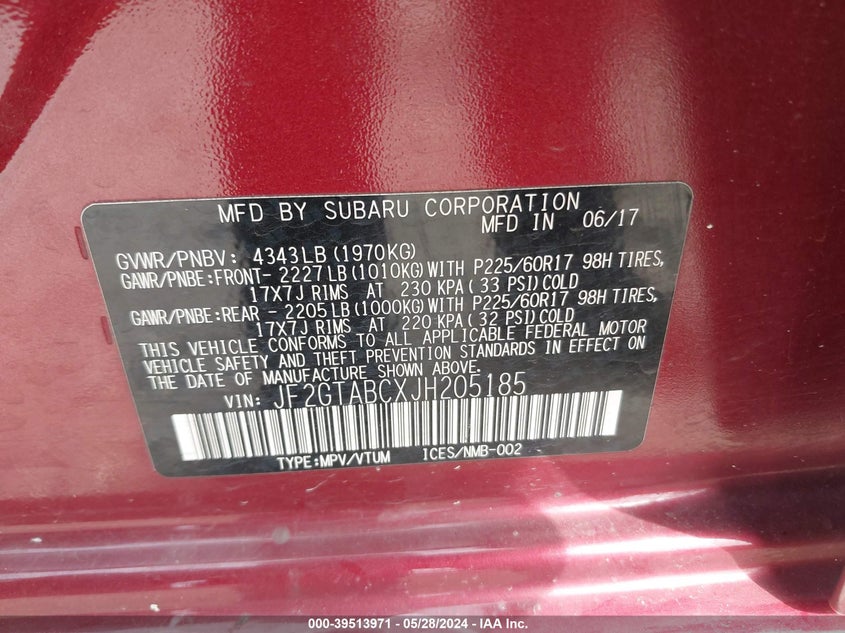 MFD BY SUBARU CORPORATION
MFD IN 06/17
GVWR/PNBV: 4343LB(1970KG)
GAWR/PNBE:FRONT- 2227LB(1010KG)WITH P225/60R17 98H TIRES,
17X7J RIMS AT 230 KPA(33 PSI)COLD
GAWR/PNBE:REAR - 2205LB(1000KG)WITH P225/60R17 98H TIRES,
17X7J RIMS AT 220 KPA(32 PSI)COLD
THIS VEHICLE CONFORMS TO ALL APPLICABLE FEDERAL MOTOR
VEHICLE SAFETY AND THEFT PREVENTION STANDARDS IN EFFECT ON
THE DATE OF MANUFACTURE SHOWN ABOVE.
VIN: JF2GTABCXJH205185
TYPE:MPV/VTUM ICES/NMB-002
000-39513971 - 05/28/2024 - IAA Inc.